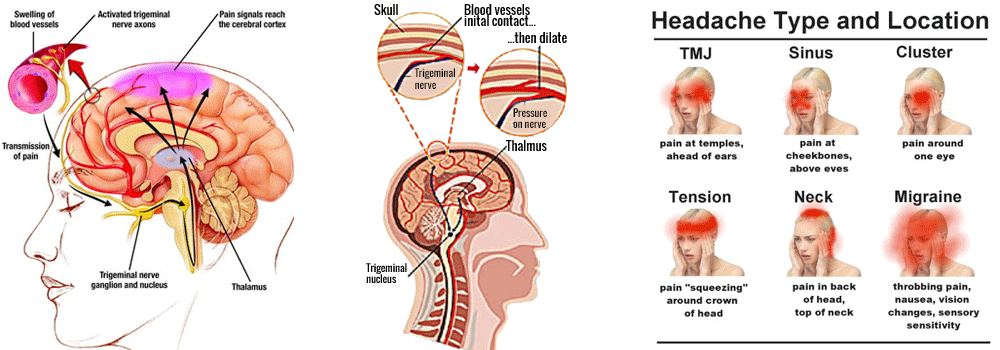 Swelling of
blood vessels
Activated trigeminal
nerve axons
Pain signals reach
the cerebral cortex
Transmission
of pain
Trigeminal nerve
ganglion and nucleus
Thalamus
Skull
Blood vessels
inital contact...
...then dilate
Trigeminal
nerve
Pressure
on nerve
Thalmus
Trigeminal
nucleus
Headache Type and Location
TMJ
pain at temples,
ahead of ears
Sinus
pain at
cheekbones,
above eves
Cluster
pain around
one eye
Tension
pain "squeezing"
around crown
of head
Neck
pain in back
of head,
top of neck
Migraine
throbbing pain,
nausea, vision
changes, sensory
sensitivity